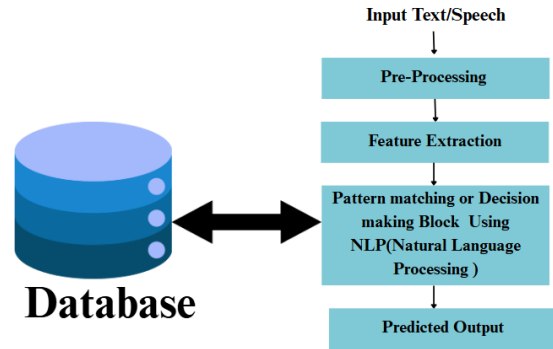 Input Text/Speech
Pre-Processing
Feature Extraction
Pattern matching or Decision
making Block Using
NLP(Natural Language
Processing )
Database
Predicted Output